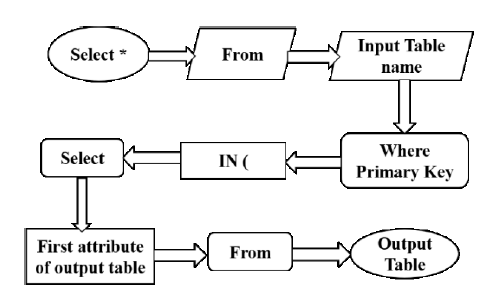 Select *
From
Input Table
name
Where
Primary Key
IN (
Select
First attribute
of output table
From
Output
Table